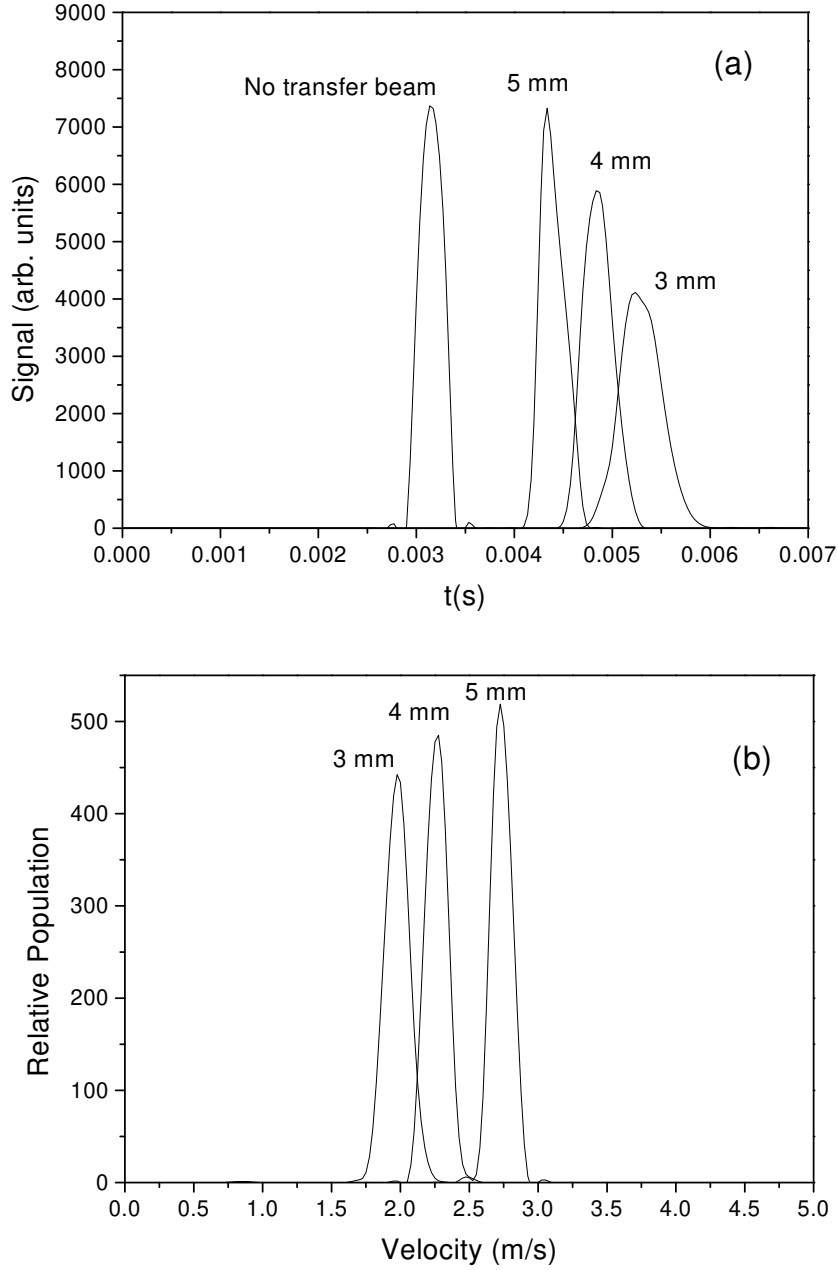 9000
8000
7000
6000
5000
4000
3000
2000
1000
0
Signal (arb. units)
(a)
No transfer beam
5 mm
4 mm
3 mm
0.000 0.001 0.002 0.003 0.004 0.005 0.006 0.007
t(s)
500
400
300
200
100
0
Relative Population
5 mm
4 mm
3 mm
(b)
0.0 0.5 1.0 1.5 2.0 2.5 3.0 3.5 4.0 4.5 5.0
Velocity (m/s)